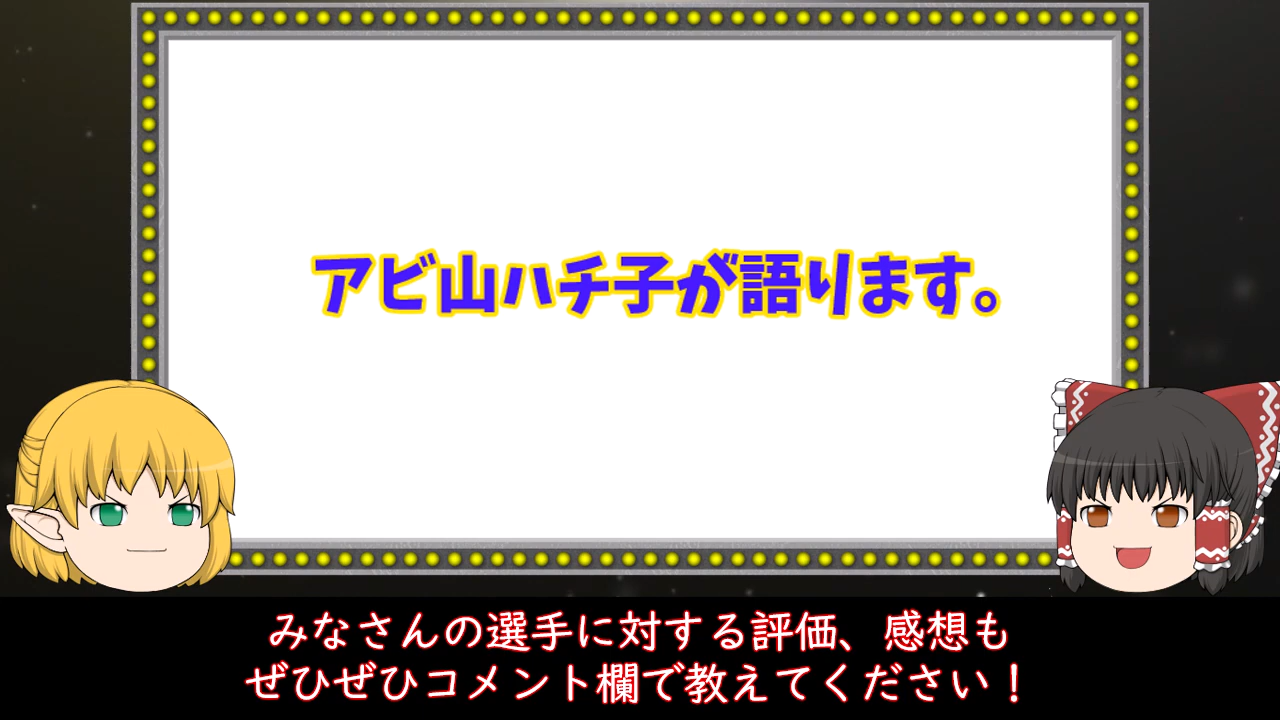 アビ山ハチ子が語ります。
みなさんの選手に対する評価、感想も
ぜひぜひコメント欄で教えてください！